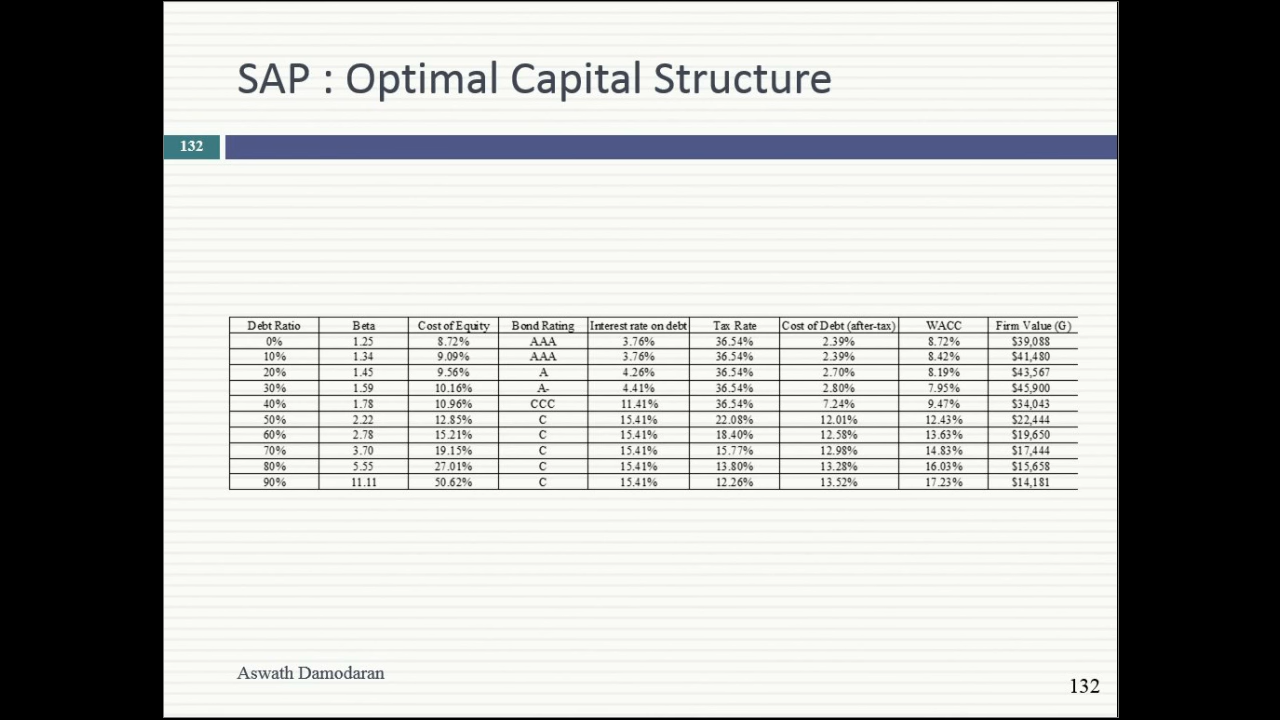 SAP : Optimal Capital Structure
132
Debt Ratio Beta Cost of Equity Bond Rating Interest rate on debt Tax Rate Cost of Debt (after-tax) WACC Firm Value (G)
0% 1.25 8.72% AAA 3.76% 36.54% 2.39% 8.72% $39,088
10% 1.34 9.09% AAA 3.76% 36.54% 2.39% 8.42% $41,480
20% 1.45 9.56% A 4.26% 36.54% 2.70% 8.19% $43,567
30% 1.59 10.16% A- 4.41% 36.54% 2.80% 7.95% $45,900
40% 1.78 10.96% CCC 11.41% 36.54% 7.24% 9.47% $34,043
50% 2.22 12.85% C 15.41% 22.08% 12.01% 12.43% $22,444
60% 2.78 15.21% C 15.41% 18.40% 12.58% 13.63% $19,650
70% 3.70 19.15% C 15.41% 15.77% 12.98% 14.83% $17,444
80% 5.55 27.01% C 15.41% 13.80% 13.28% 16.03% $15,658
90% 11.11 50.62% C 15.41% 12.26% 13.52% 17.23% $14,181
Aswath Damodaran
132